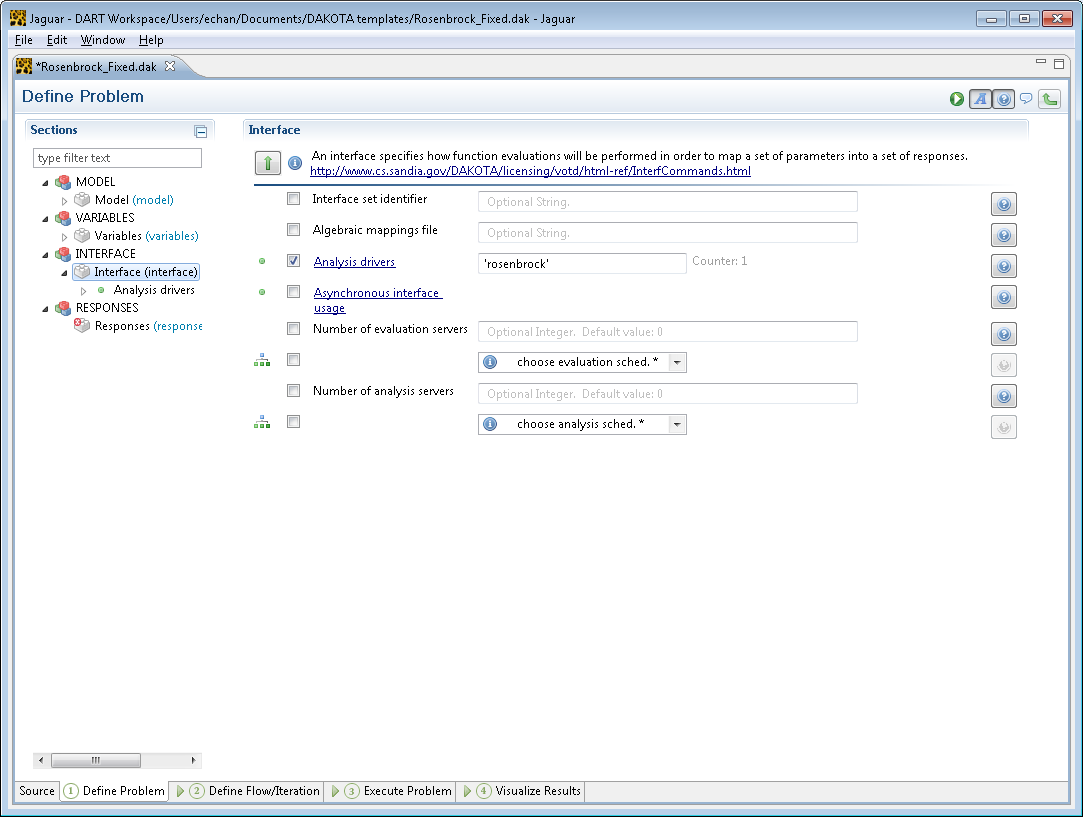 Jaguar - DART Workspace/Users/echan/Documents/DAKOTA templates/Rosenbrock_Fixed.dak - Jaguar
File Edit Window Help
*Rosenbrock_Fixed.dak
Define Problem
Sections
type filter text
MODEL
Model (model)
VARIABLES
Variables (variables)
INTERFACE
Interface (interface)
Analysis drivers
RESPONSES
Responses (response
Interface
An interface specifies how function evaluations will be performed in order to map a set of parameters into a set of responses.
http://www.cs.sandia.gov/DAKOTA/licensing/votd/html-ref/InterfCommands.html
Interface set identifier Optional String.
Algebraic mappings file Optional String.
Analysis drivers 'rosenbrock' Counter: 1
Asynchronous interface
usage
Number of evaluation servers Optional Integer. Default value: 0
choose evaluation sched. *
Number of analysis servers Optional Integer. Default value: 0
choose analysis sched. *
Source 1 Define Problem 2 Define Flow/Iteration 3 Execute Problem 4 Visualize Results